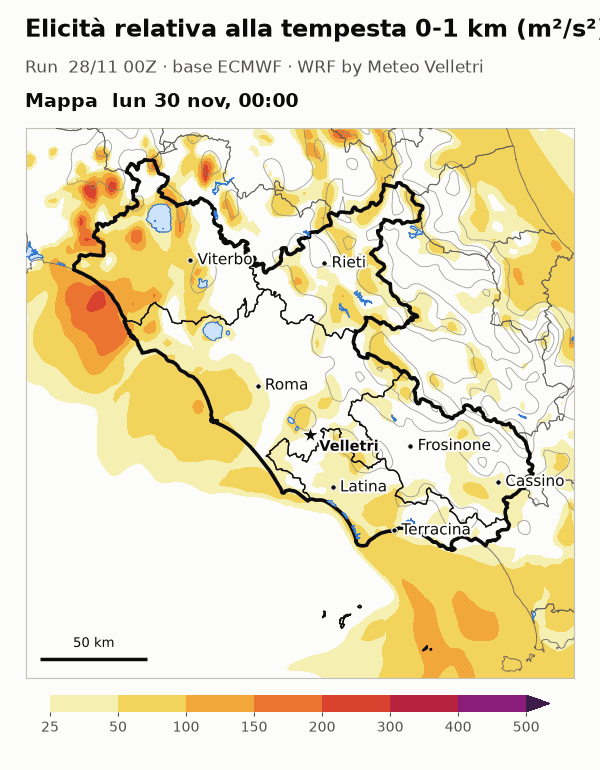 Elicità relativa alla tempesta 0-1 km (m²/s²)
Run  28/11 00Z · base ECMWF · WRF by Meteo Velletri
Mappa  lun 30 nov, 00:00
Viterbo
Rieti
Roma
Velletri
Frosinone
Latina
Cassino
Terracina
50 km
25 50 100 150 200 300 400 500